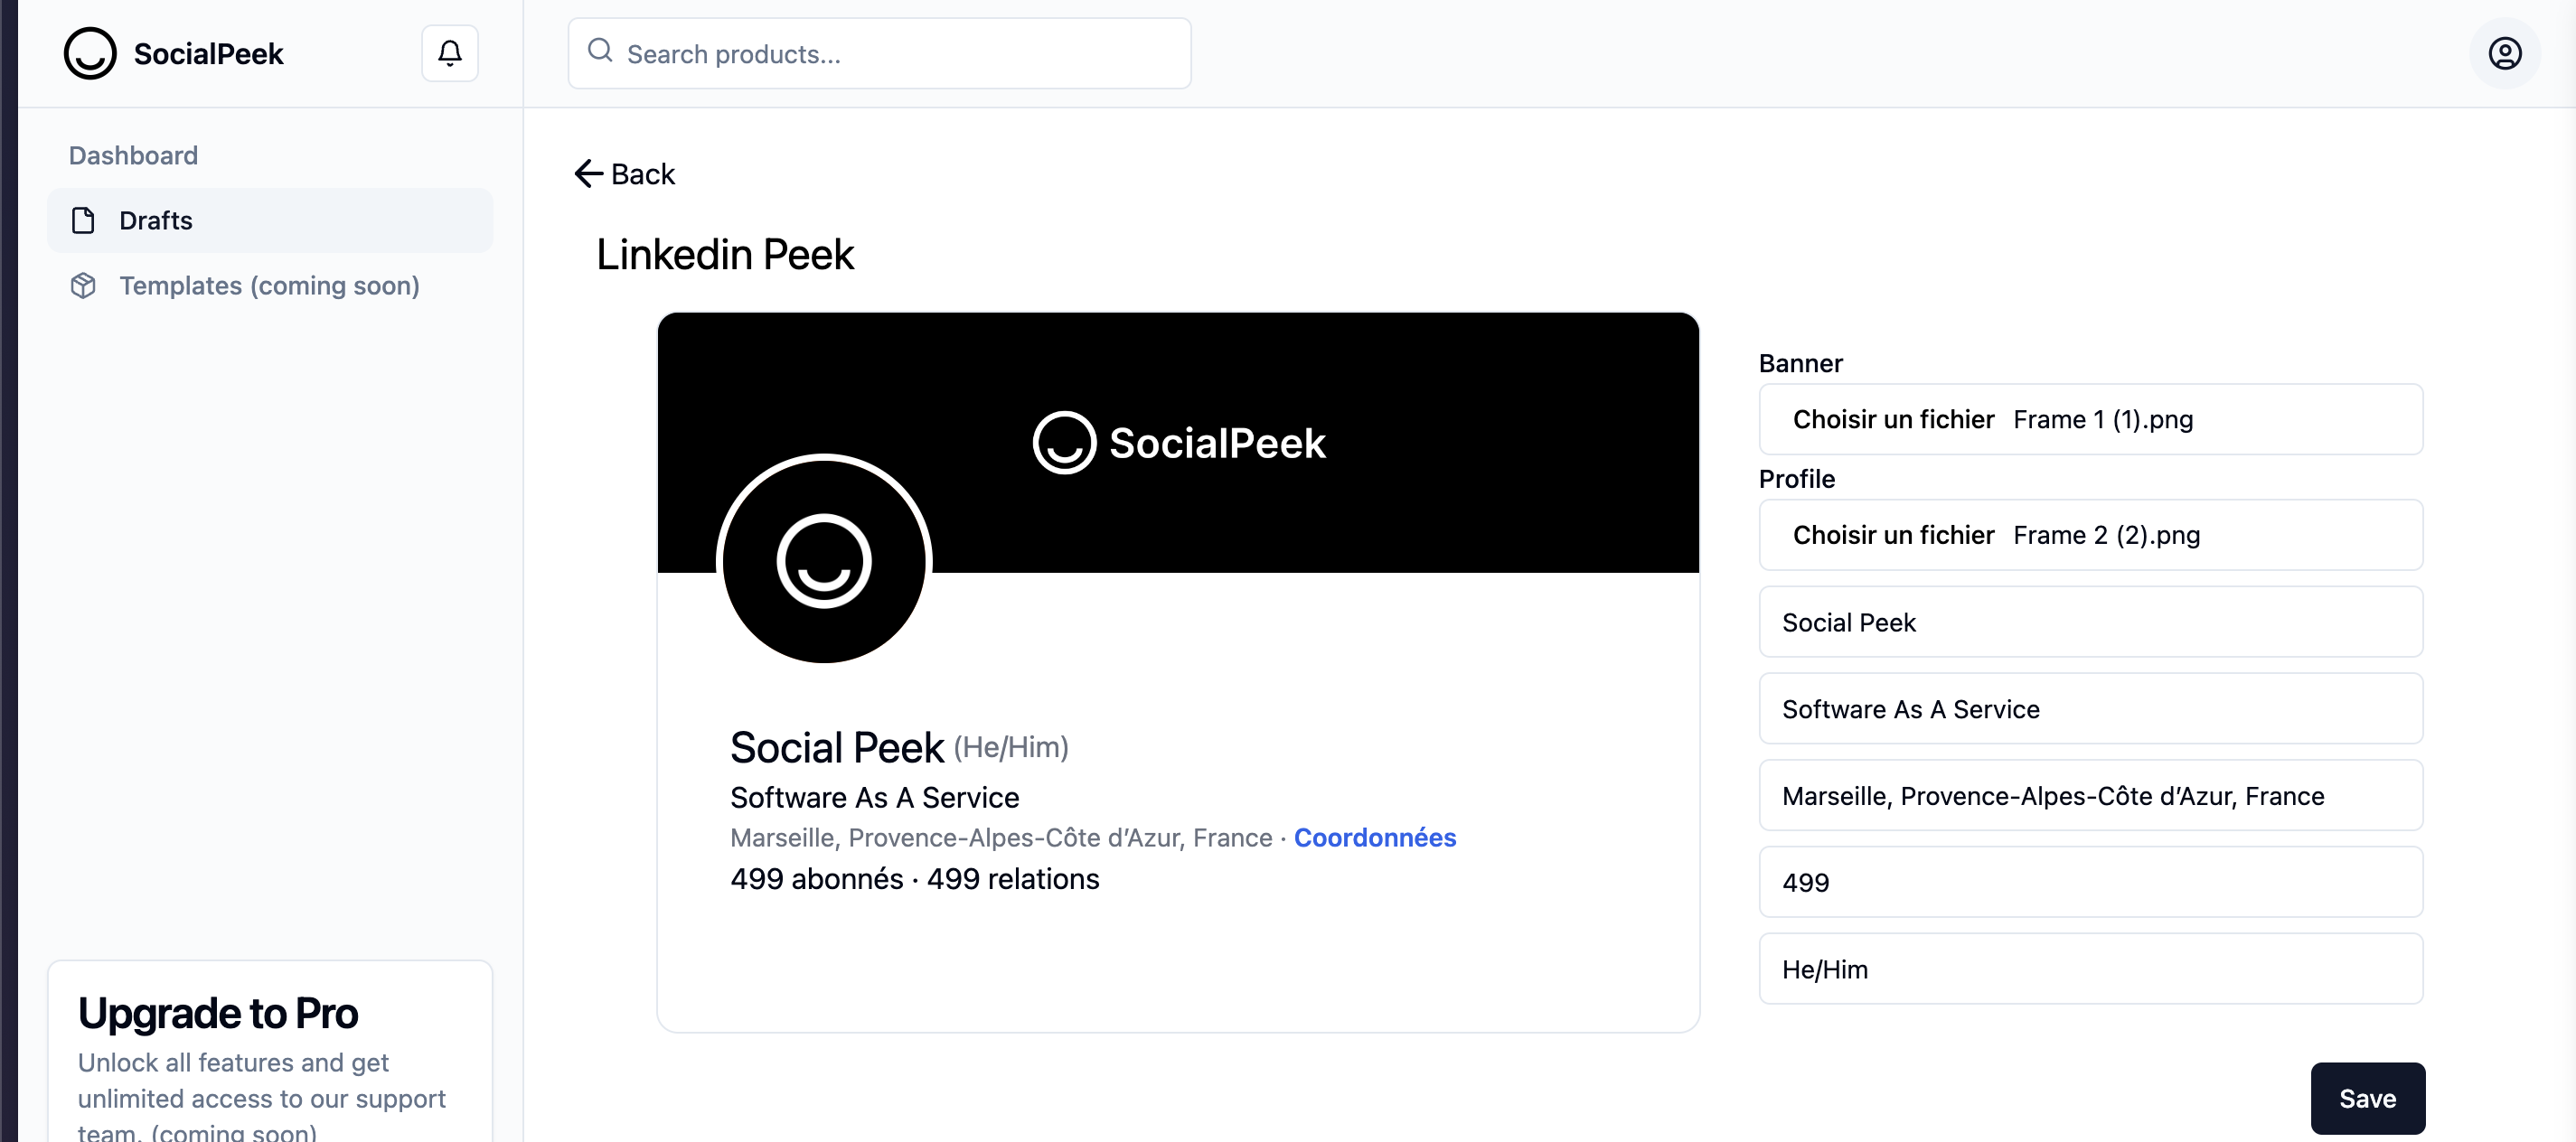 SocialPeek
Search products...
Dashboard
Drafts
Templates (coming soon)
Upgrade to Pro
Unlock all features and get
unlimited access to our support
team. (coming soon)
Back
Linkedin Peek
SocialPeek
Social Peek (He/Him)
Software As A Service
Marseille, Provence-Alpes-Côte d’Azur, France · Coordonnées
499 abonnés · 499 relations
Banner
Choisir un fichier Frame 1 (1).png
Profile
Choisir un fichier Frame 2 (2).png
Social Peek
Software As A Service
Marseille, Provence-Alpes-Côte d’Azur, France
499
He/Him
Save